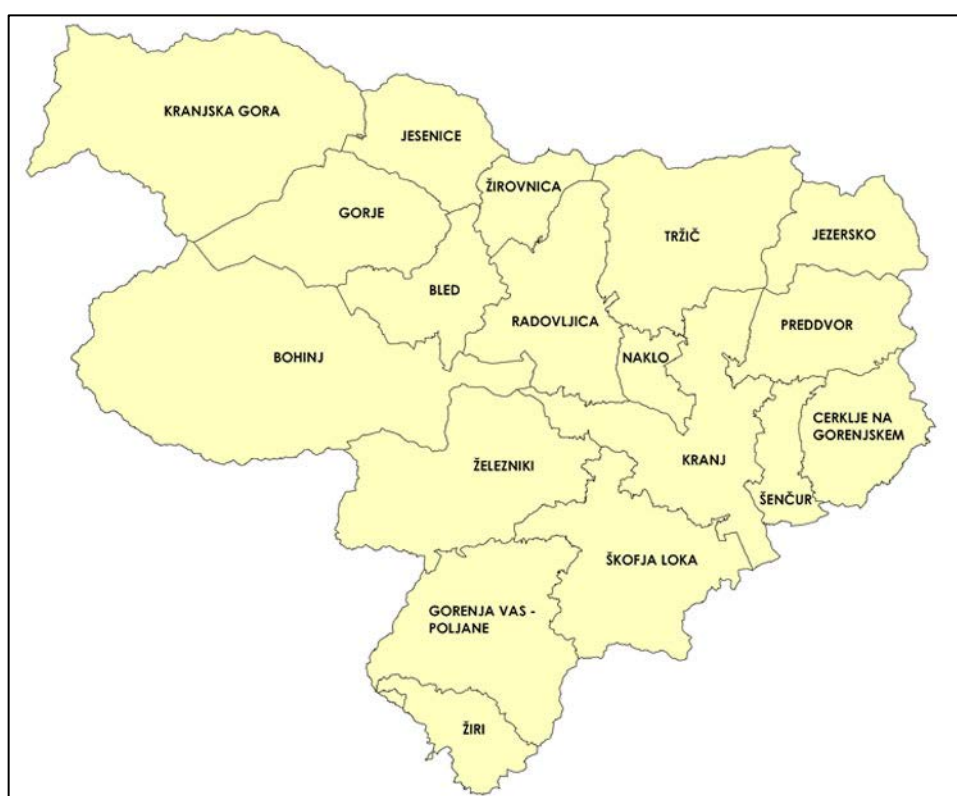 KRANJSKA GORA
JESENICE
ŽIROVNICA
GORJE
TRŽIČ
JEZERSKO
BLED
RADOVLJICA
PREDDVOR
BOHINJ
NAKLO
CERKLJE NA
GORENJSKEM
KRANJ
ŽELEZNIKI
ŠENČUR
ŠKOFJA LOKA
GORENJA VAS -
POLJANE
ŽIRI